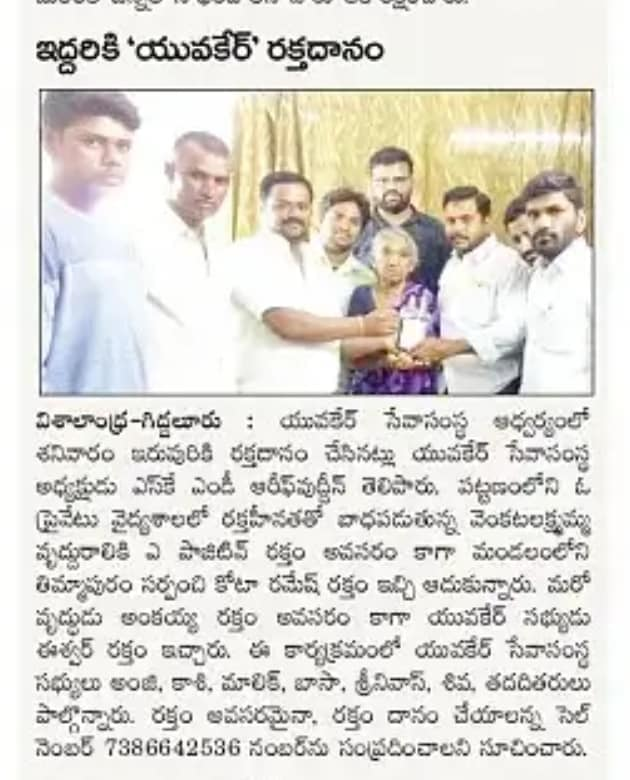 ఇద్దరికి ‘యువకేర్’ రక్తదానం
విశాలాంధ్ర-గిద్దలూరు : యువకేర్ సేవాసంస్థ ఆధ్వర్యంలో
శనివారం ఇరువురికి రక్తదానం చేసినట్లు యువకేర్ సేవాసంస్థ
అధ్యక్షుడు ఎస్‌కే ఎండీ ఆరీఫ్‌వుద్దీన్ తెలిపారు. పట్టణంలోని ఓ
ప్రైవేటు వైద్యశాలలో రక్తహీనతతో బాధపడుతున్న వెంకటలక్ష్మమ్మ
వృద్దురాలికి ఎ పాజిటివ్ రక్తం అవసరం కాగా మండలంలోని
తిమ్మాపురం సర్పంచి కోటా రమేష్ రక్తం ఇచ్చి ఆదుకున్నారు. మరో
వృద్ధుడు అంకయ్య రక్తం అవసరం కాగా యువకేర్ సభ్యుడు
ఈశ్వర్ రక్తం ఇచ్చారు. ఈ కార్యక్రమంలో యువకేర్ సేవాసంస్థ
సభ్యులు అంజి, కాశి, మాలిక్, బాసా, శ్రీనివాస్, శివ, తదదితరులు
పాల్గొన్నారు. రక్తం అవసరమైనా, రక్తం దానం చేయాలన్న సెల్
నెంబర్ 7386642536 నంబర్‌ను సంప్రదించాలని సూచించారు.